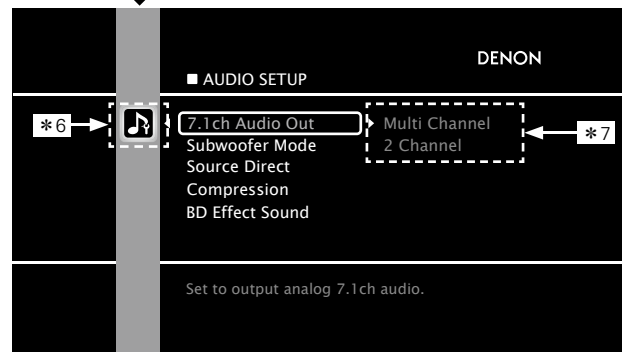 DENON
■ AUDIO SETUP
*6
7.1ch Audio Out
Multi Channel
*7
Subwoofer Mode
2 Channel
Source Direct
Compression
BD Effect Sound
Set to output analog 7.1ch audio.